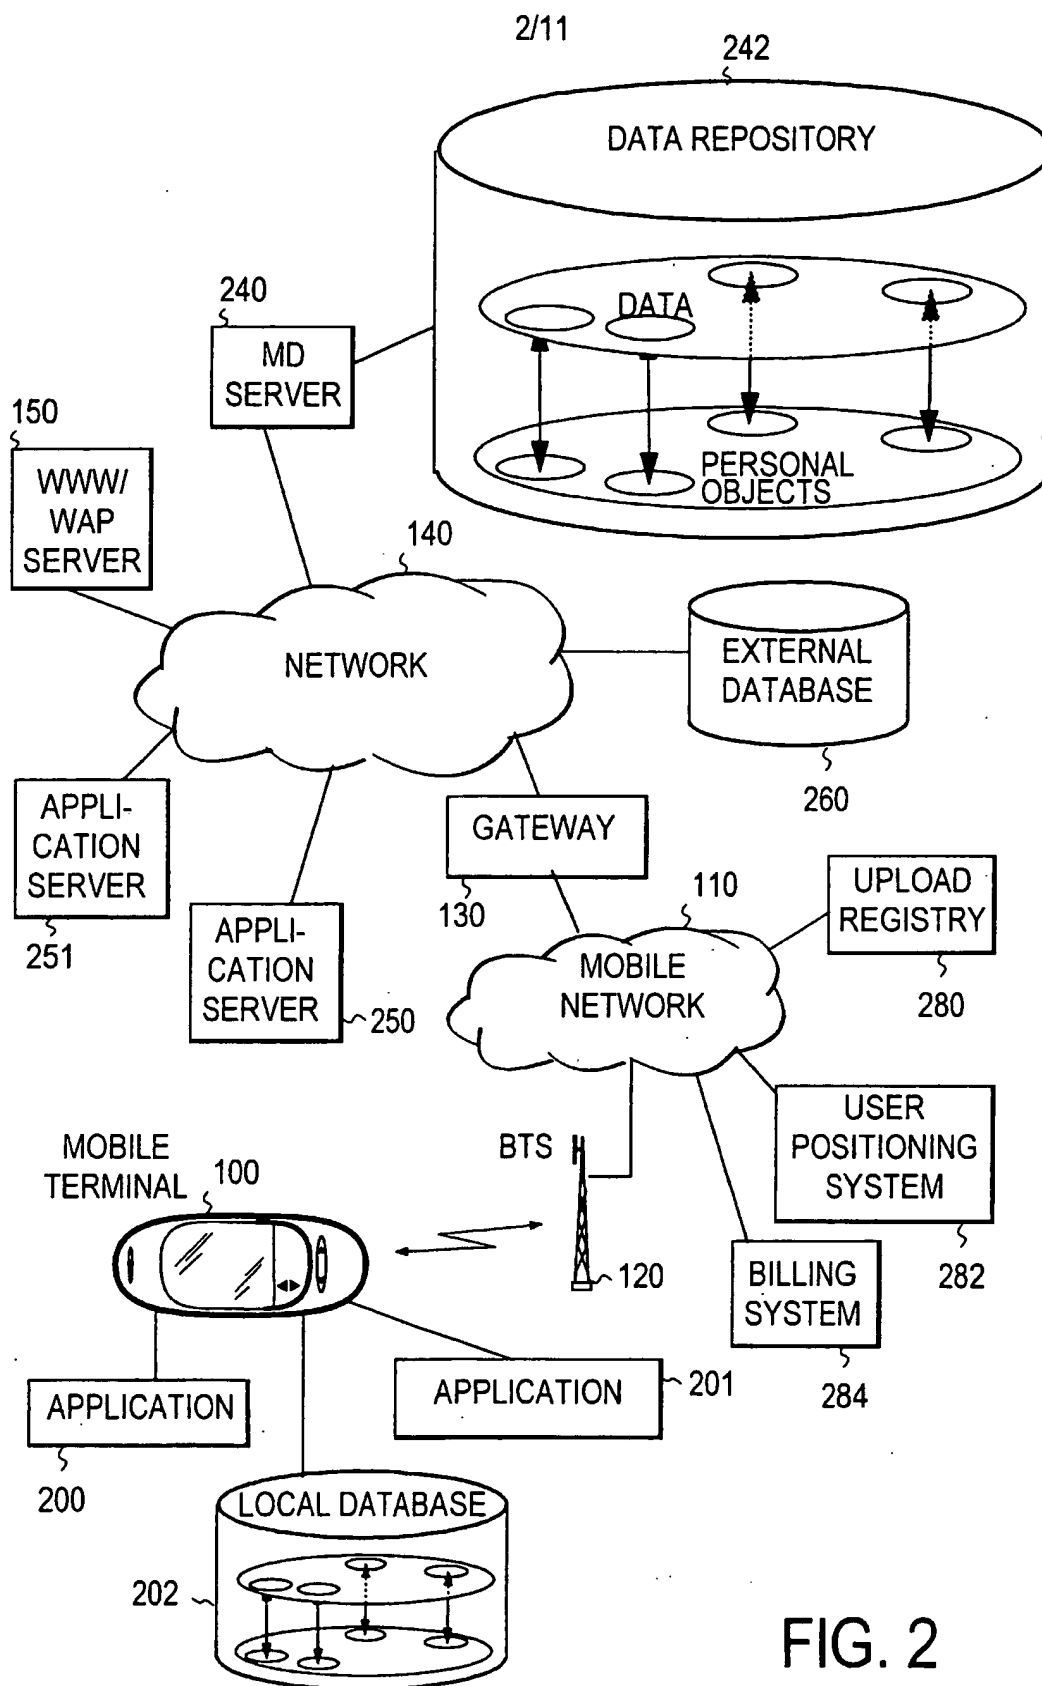 2/11
242
DATA REPOSITORY
DATA
PERSONAL
OBJECTS
240
MD
SERVER
150
WWW/
WAP
SERVER
140
NETWORK
EXTERNAL
DATABASE
260
APPLI-
CATION
SERVER
251
APPLI-
CATION
SERVER
250
GATEWAY
130
110
MOBILE
NETWORK
UPLOAD
REGISTRY
280
USER
POSITIONING
SYSTEM
282
BILLING
SYSTEM
284
BTS
120
MOBILE
TERMINAL
100
APPLICATION
200
APPLICATION
201
LOCAL DATABASE
202
FIG. 2